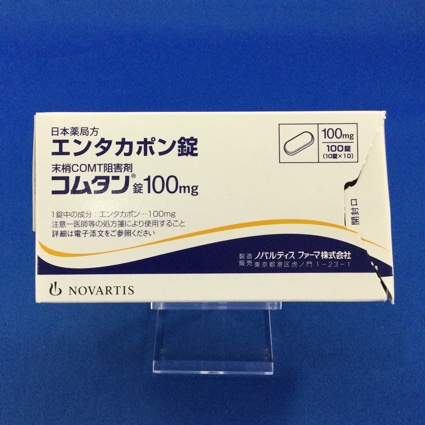 日本薬局方
エンタカポン錠
末梢COMT阻害剤
コムタン®錠100mg
1錠中の成分：エンタカポン…100mg
注意－医師等の処方箋により使用すること
詳細は電子添文をご参照ください
100mg
100錠
(10錠×10)
開封口
製造販売 ノバルティス ファーマ株式会社
東京都港区虎ノ門1-23-1
NOVARTIS